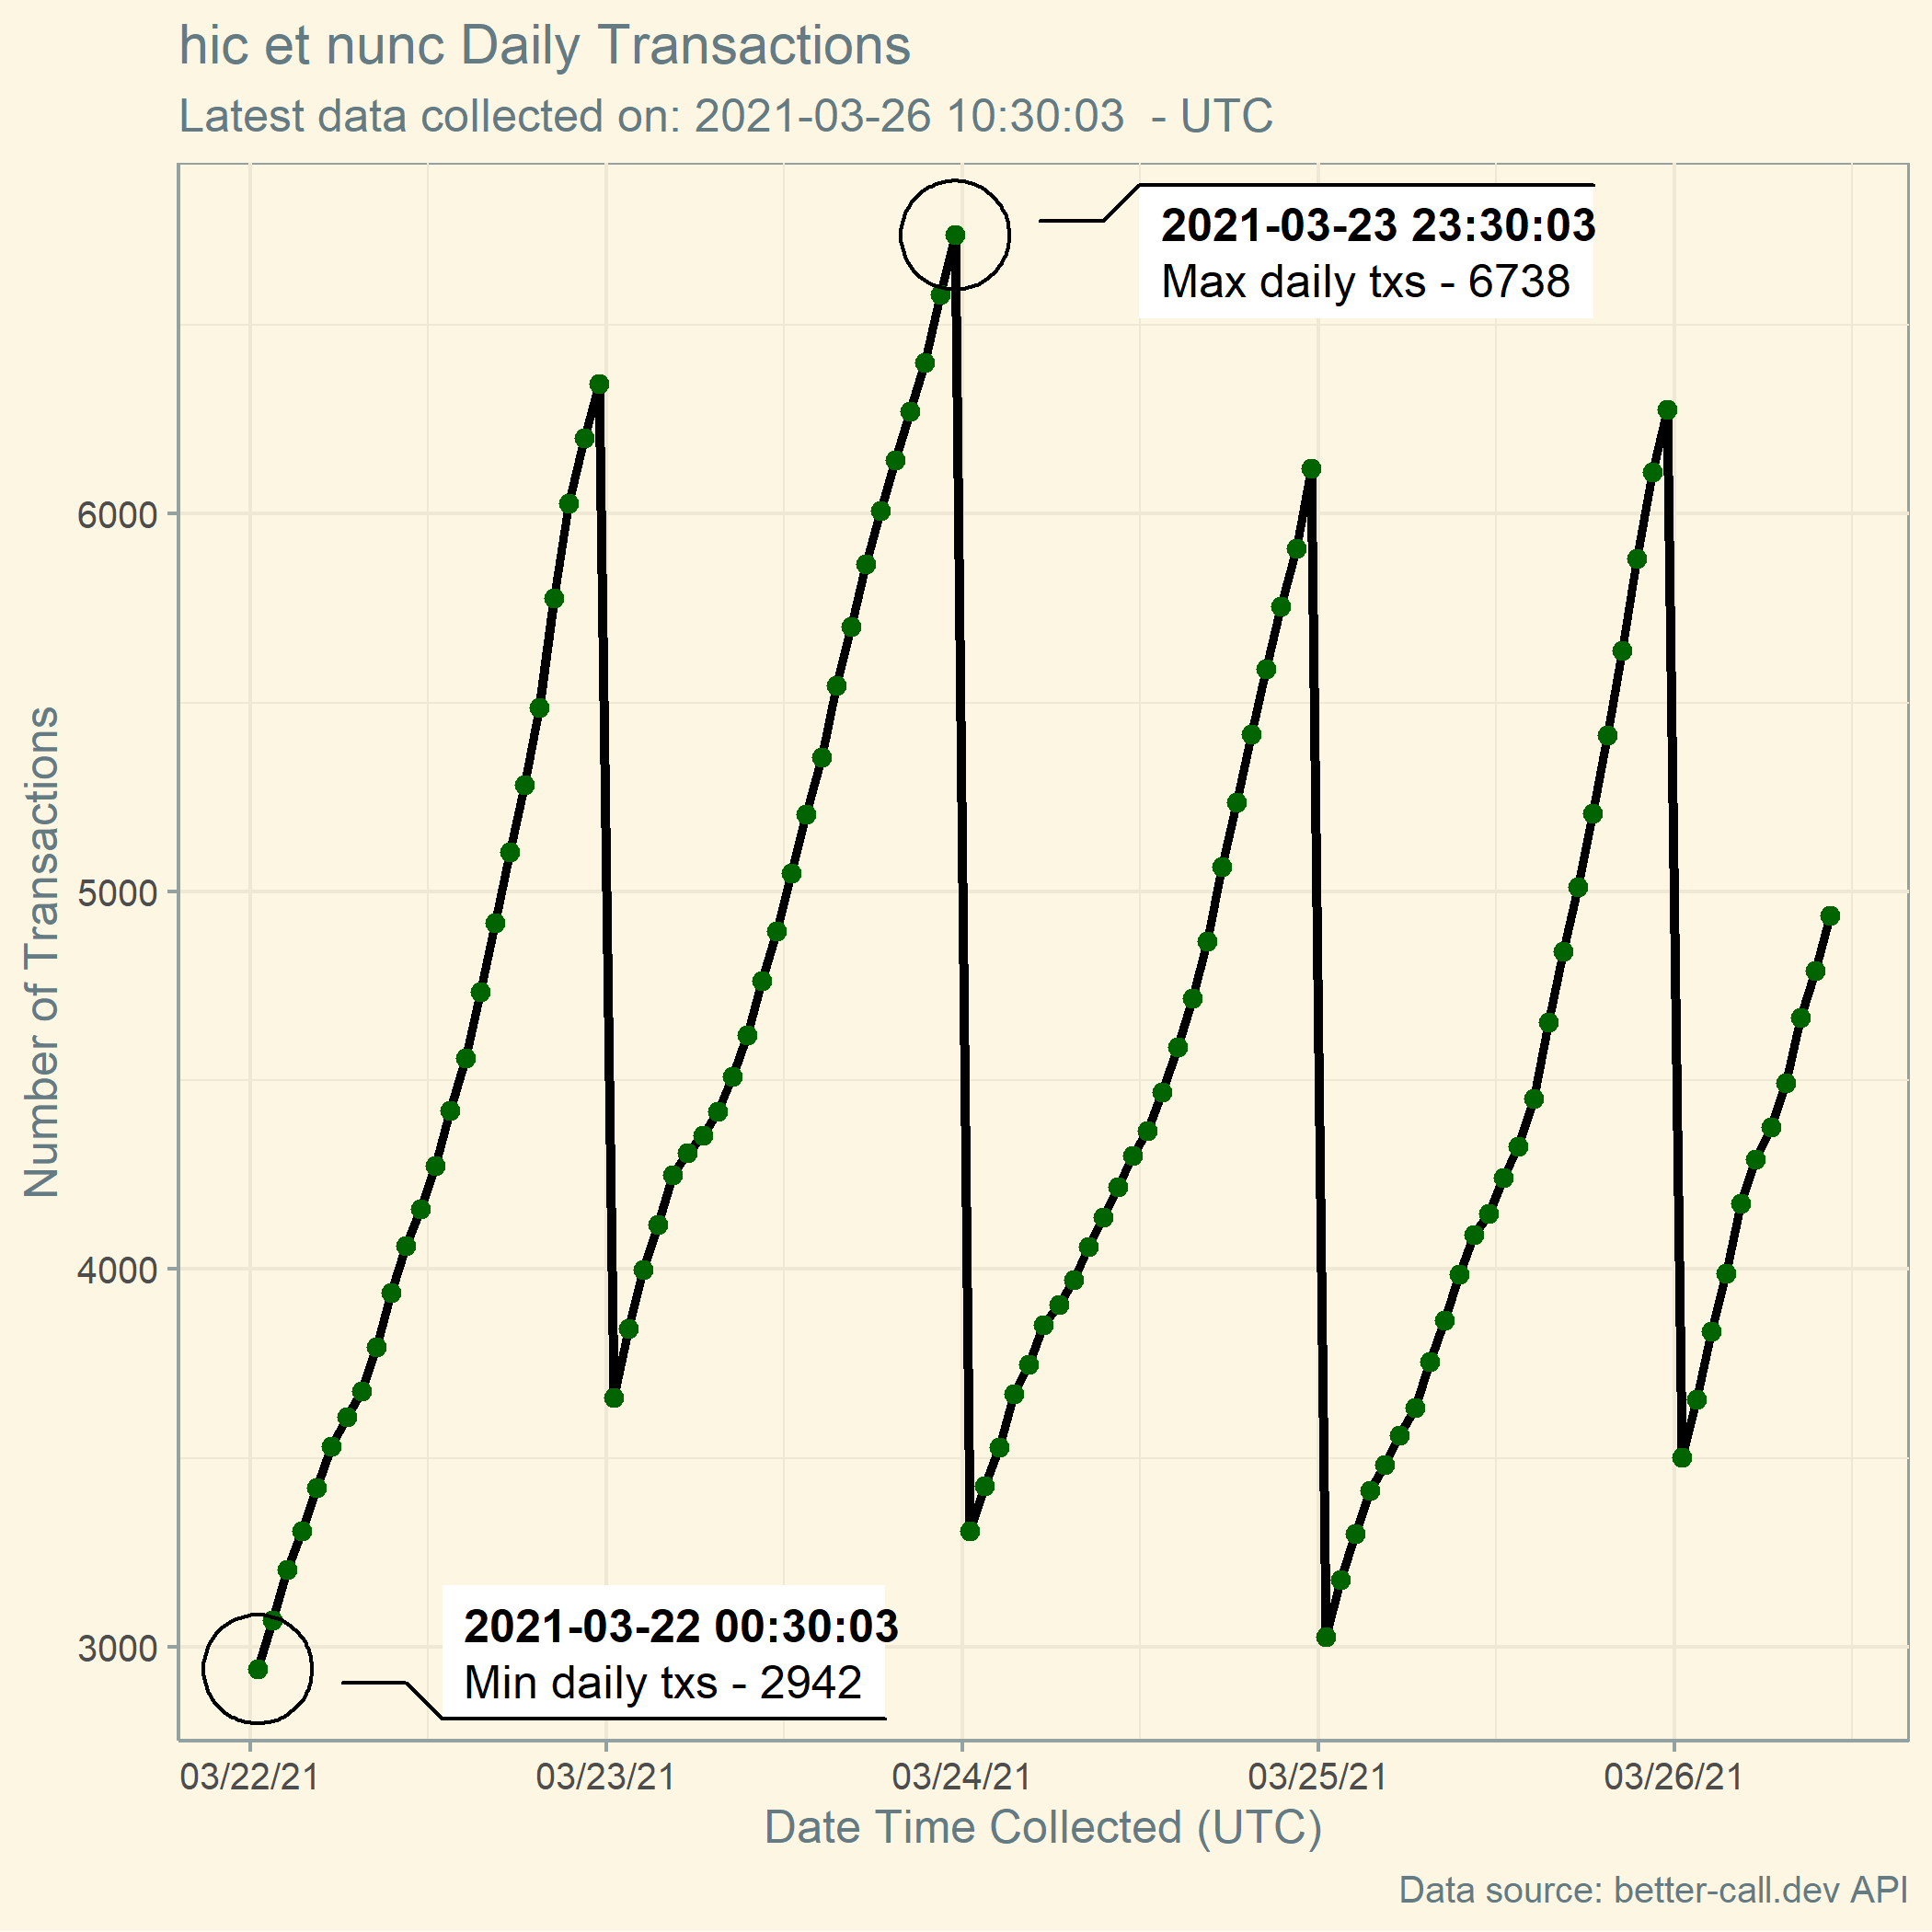 hic et nunc Daily Transactions
Latest data collected on: 2021-03-26 10:30:03  - UTC
2021-03-23 23:30:03
Max daily txs - 6738
6000
5000
4000
3000
Number of Transactions
2021-03-22 00:30:03
Min daily txs - 2942
03/22/21 03/23/21 03/24/21 03/25/21 03/26/21
Date Time Collected (UTC)
Data source: better-call.dev API